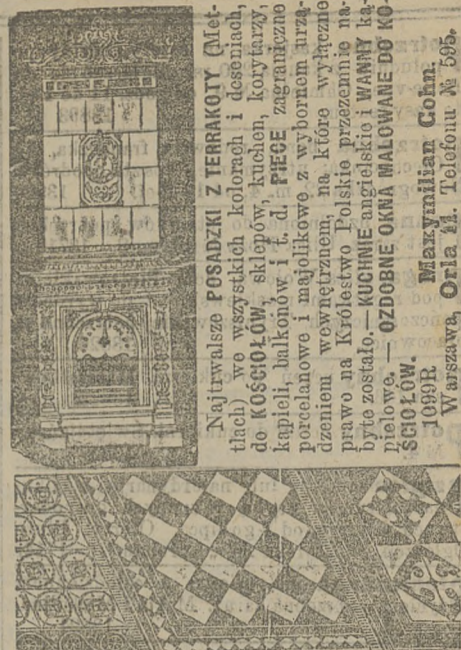 Najtrwalsze POSADZKI Z TERRAKOTY (Met-
tlach) we wszystkich kolorach i deseniach,
do KOŚCIOŁÓW, sklepów, kuchen, korytarzy,
kąpieli, balkonów i t. d. PIECE zagraniczne
porcelanowe i majolikowe z wybornem urzą-
dzeniem wewnętrznem, na które wyłączne
prawo na Królestwo Polskie przezemnie na-
byte zostało.—KUCHNIE angielskie i WANNY ką-
pielowe. — OZDOBNE OKNA MALOWANE DO KO-
ŚCIOŁÓW.
1099R Maxymilian Cohn.
Warszawa, Orla 11. Telefonu № 595.